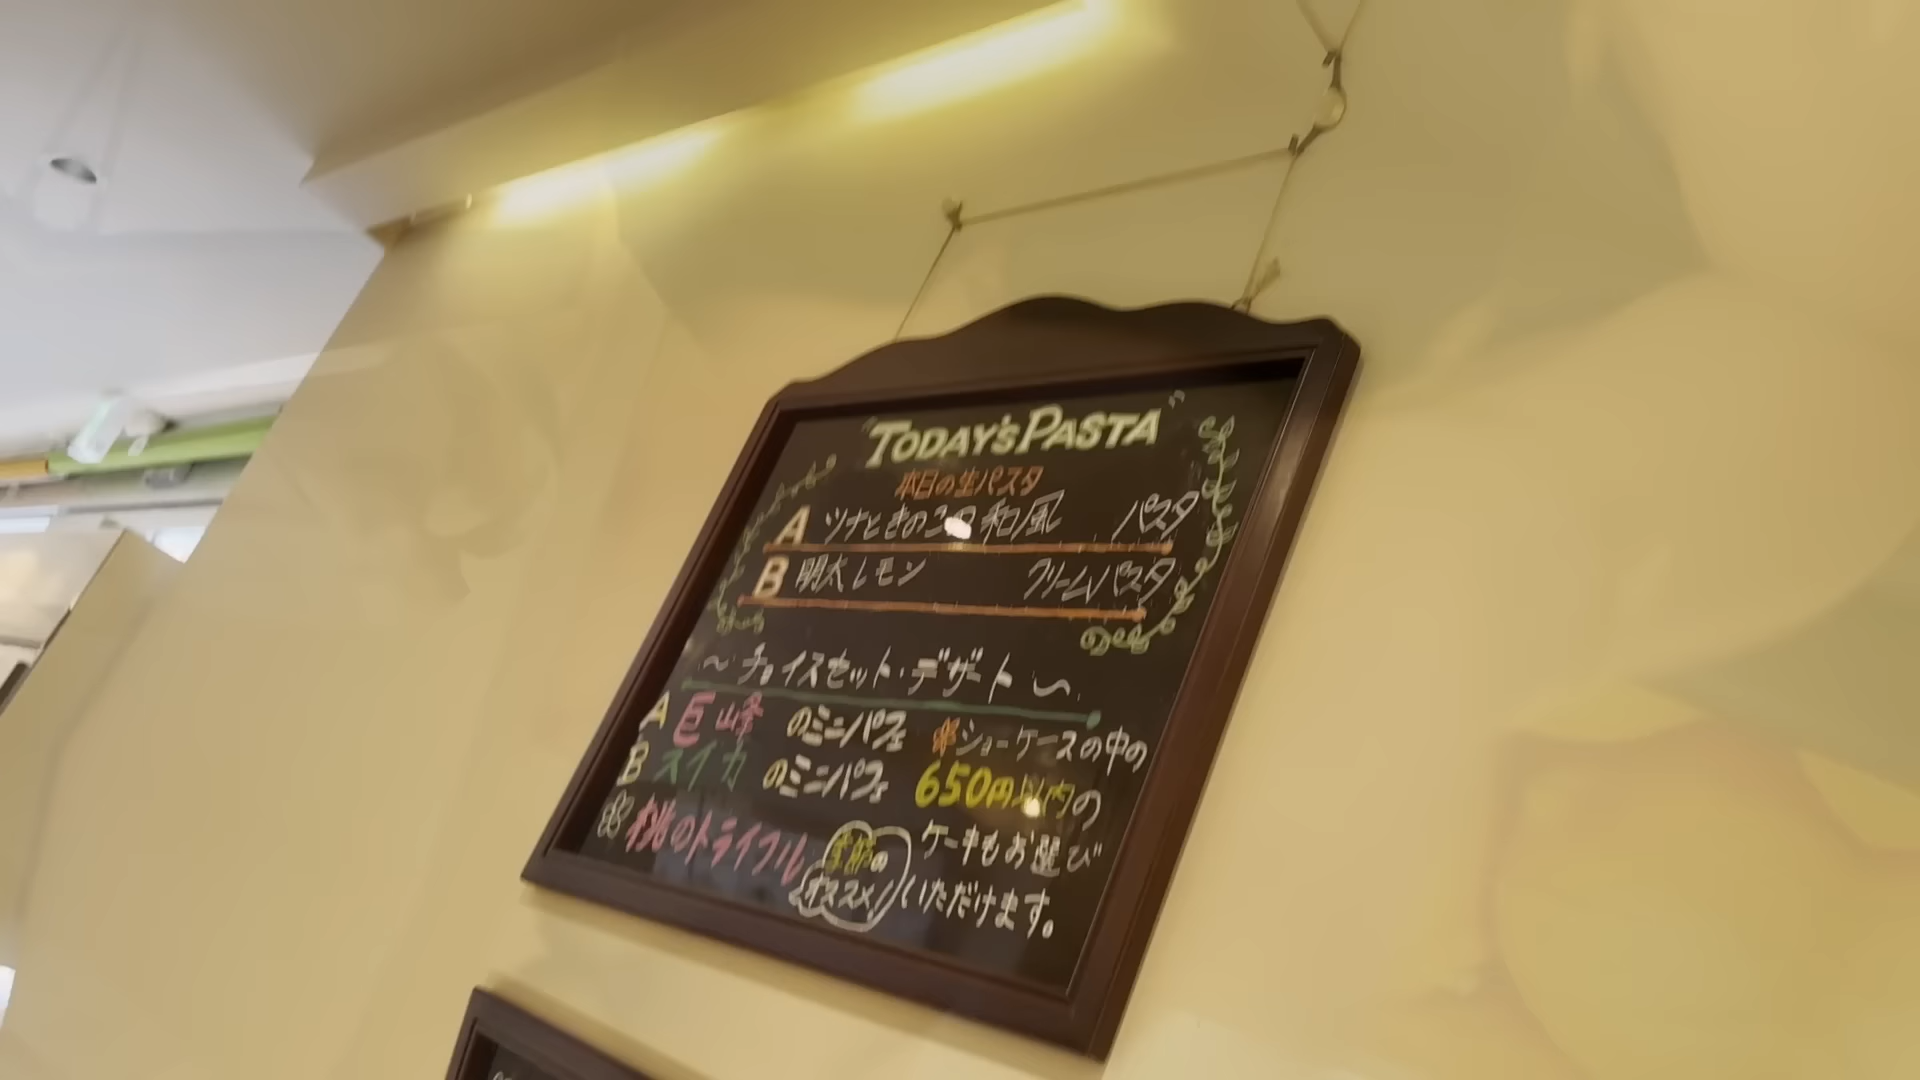 "TODAY'S PASTA"
本日の生パスタ
A ツナときのこの和風 パスタ
B 明太レモン クリームパスタ
～チョイスセット・デザート～
A 巨峰のミニパフェ
B スイカのミニパフェ
桃のトライフル
季節の
オススメ!
※ショーケースの中の
650円以内の
ケーキもお選び
いただけます。